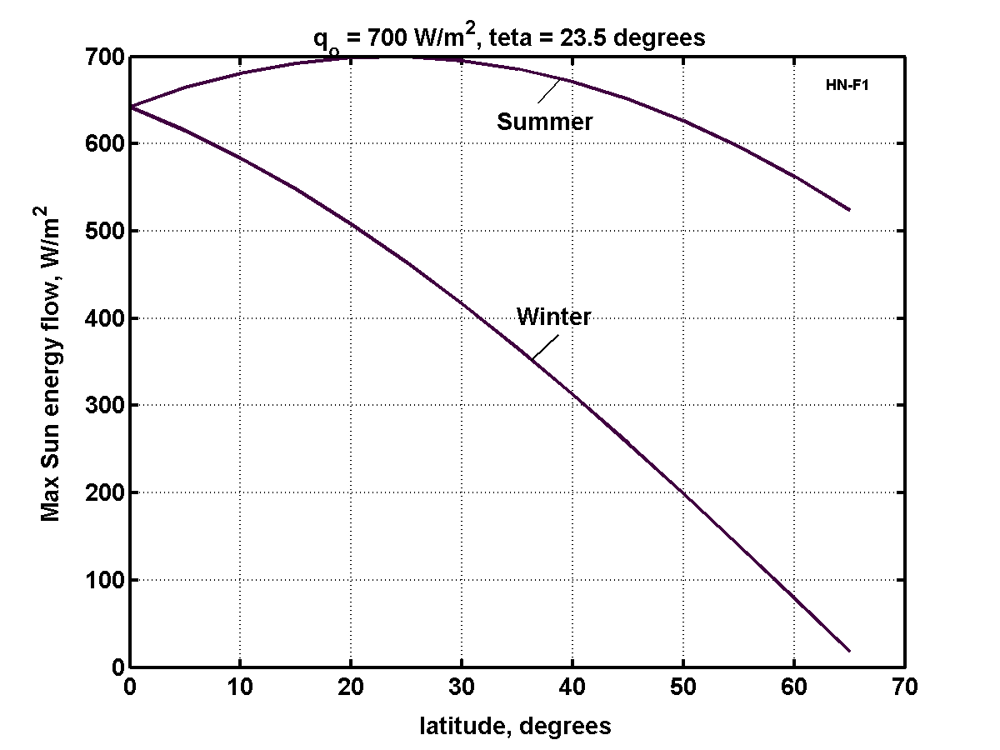 qo = 700 W/m2, teta = 23.5 degrees
HN-F1
Summer
Winter
Max Sun energy flow, W/m2
700
600
500
400
300
200
100
0
0 10 20 30 40 50 60 70
latitude, degrees